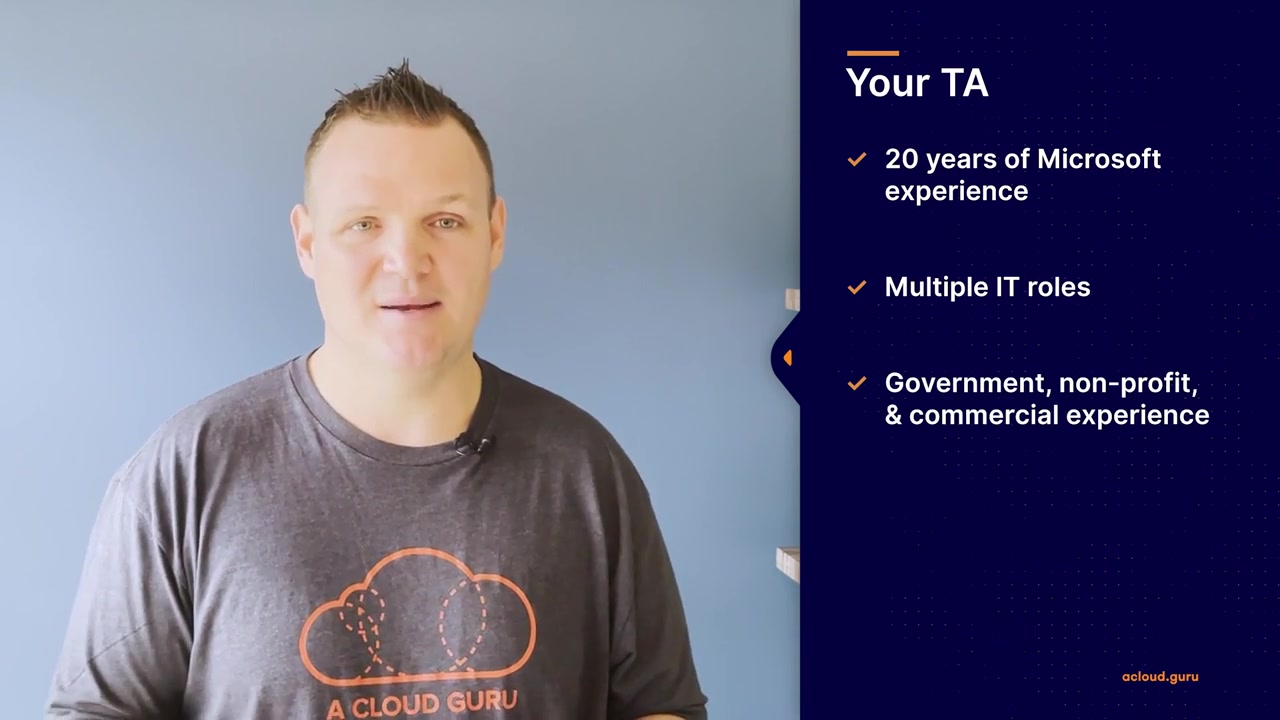 Your TA
20 years of Microsoft
experience
Multiple IT roles
Government, non-profit,
& commercial experience
acloud.guru
A CLOUD GURU